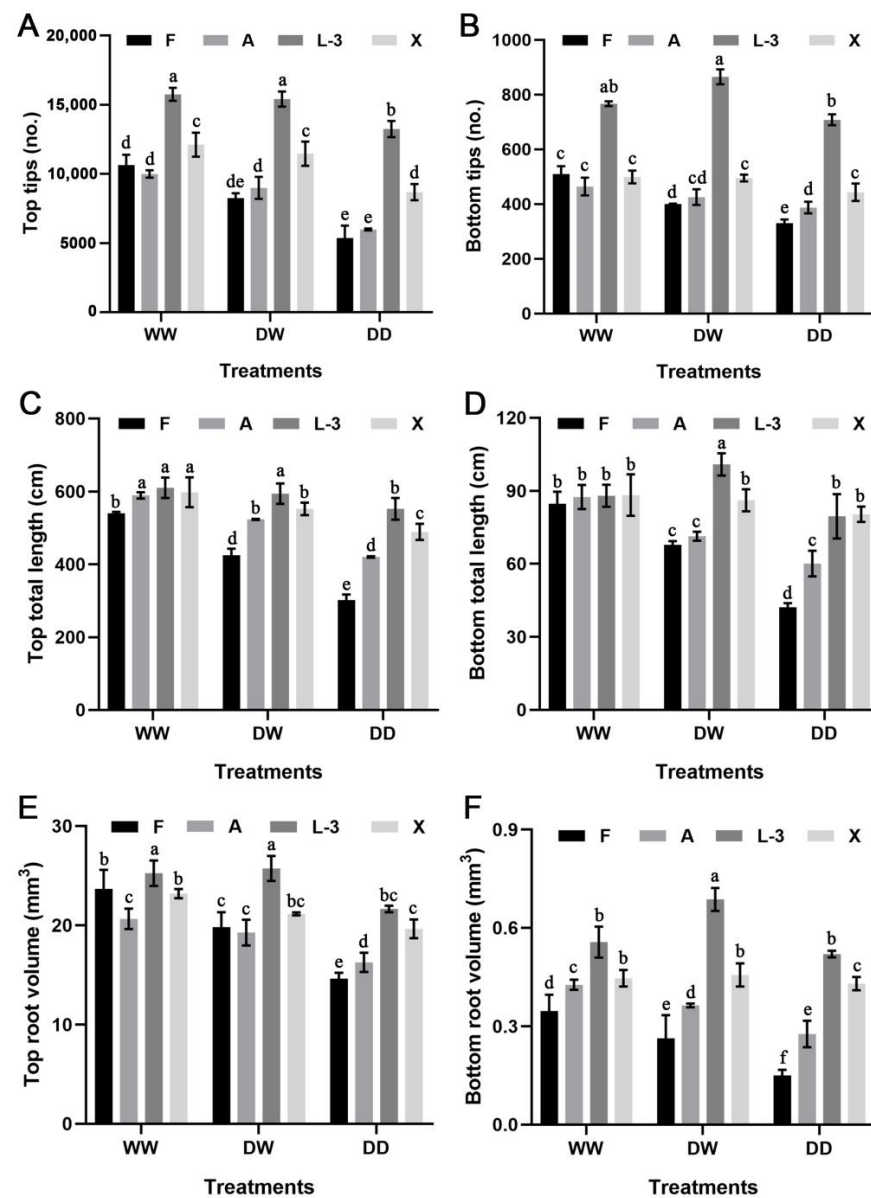 A
F A L-3 X
Top tips (no.)
20,000
15,000
10,000
5000
0
d d a c
de d a c
e e b d
WW DW DD
Treatments
B
F A L-3 X
Bottom tips (no.)
1000
800
600
400
200
0
c c ab c
d cd a c
e d b c
WW DW DD
Treatments
C
F A L-3 X
Top total length (cm)
800
600
400
200
0
b a a a
d b a b
e d b c
WW DW DD
Treatments
D
F A L-3 X
Bottom total length (cm)
120
90
60
30
0
b b b b
c c a b
d c b b
WW DW DD
Treatments
E
F A L-3 X
Top root volume (mm³)
30
20
10
0
b c a b
c c a bc
e d bc c
WW DW DD
Treatments
F
F A L-3 X
Bottom root volume (mm³)
0.9
0.6
0.3
0.0
d c b b
e d a b
f e b c
WW DW DD
Treatments